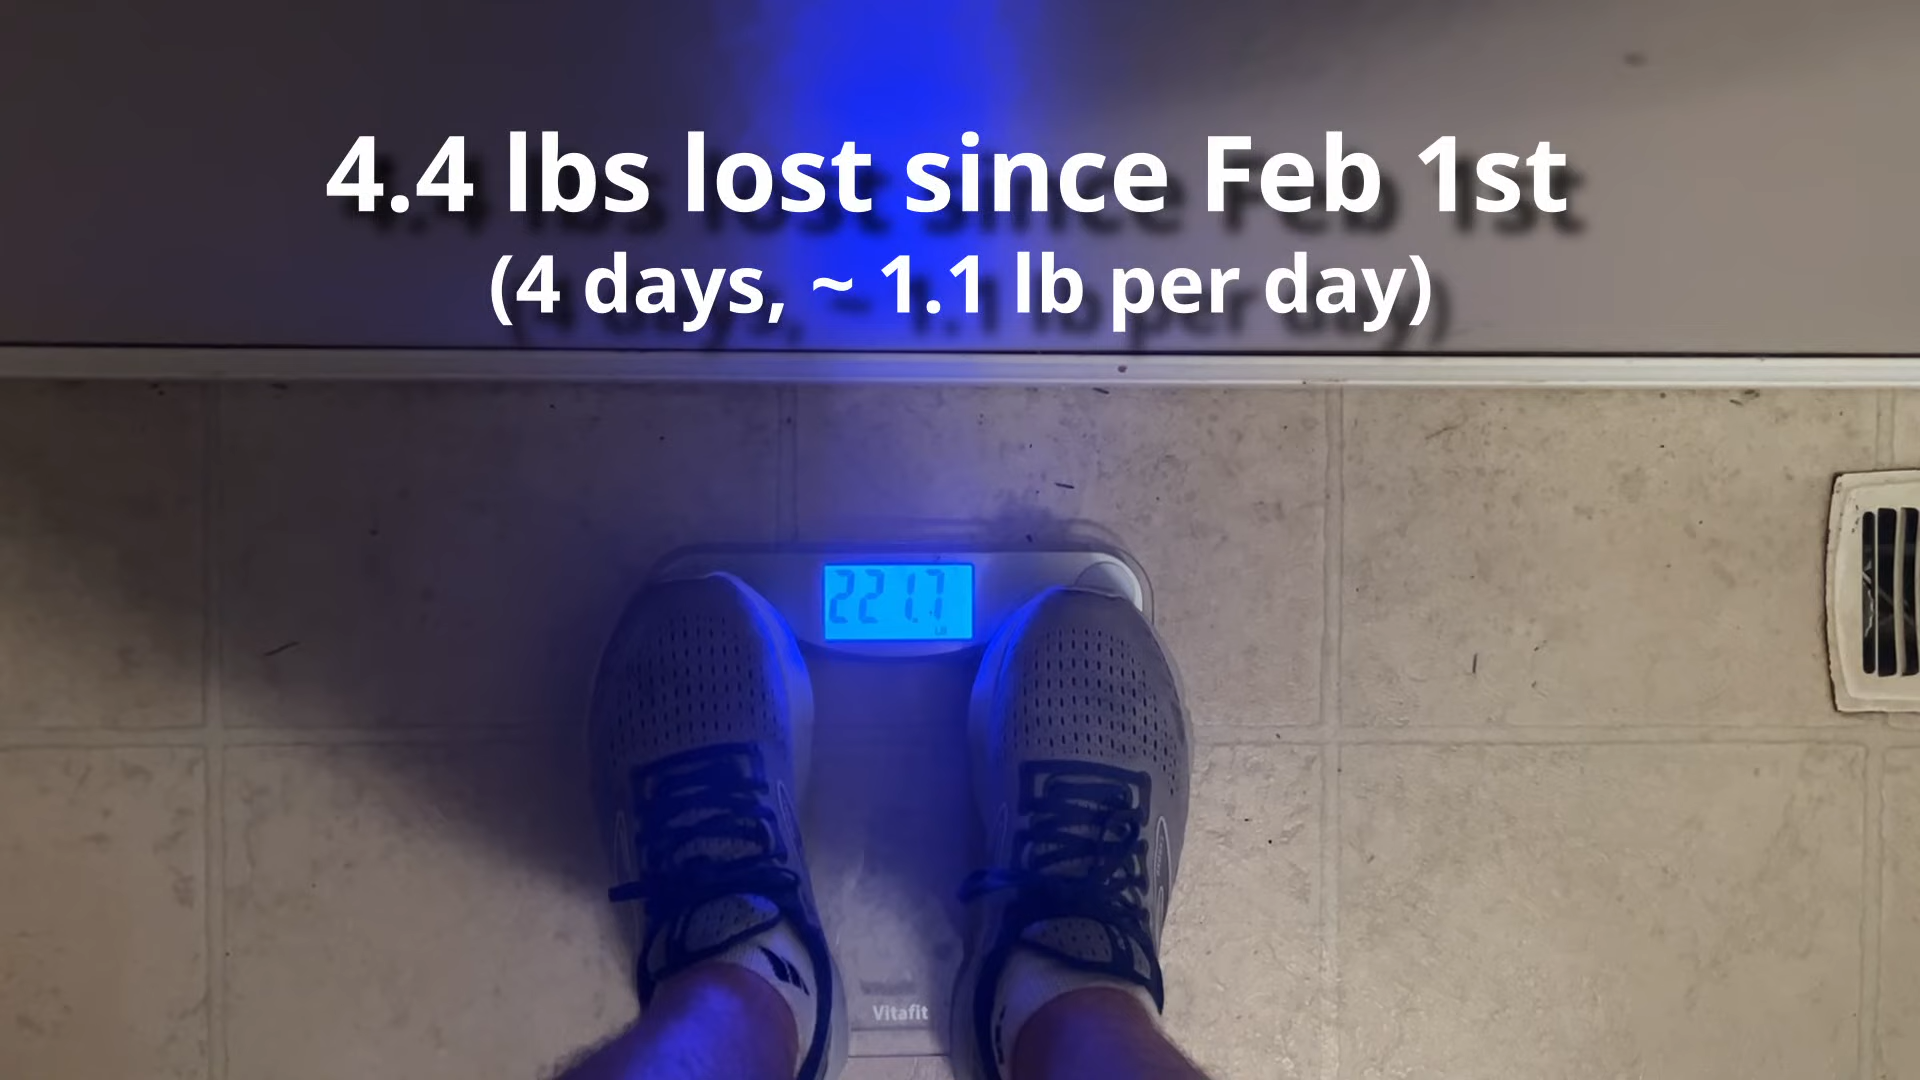 4.4 lbs lost since Feb 1st
(4 days, ~ 1.1 lb per day)
221.7
Vitafit